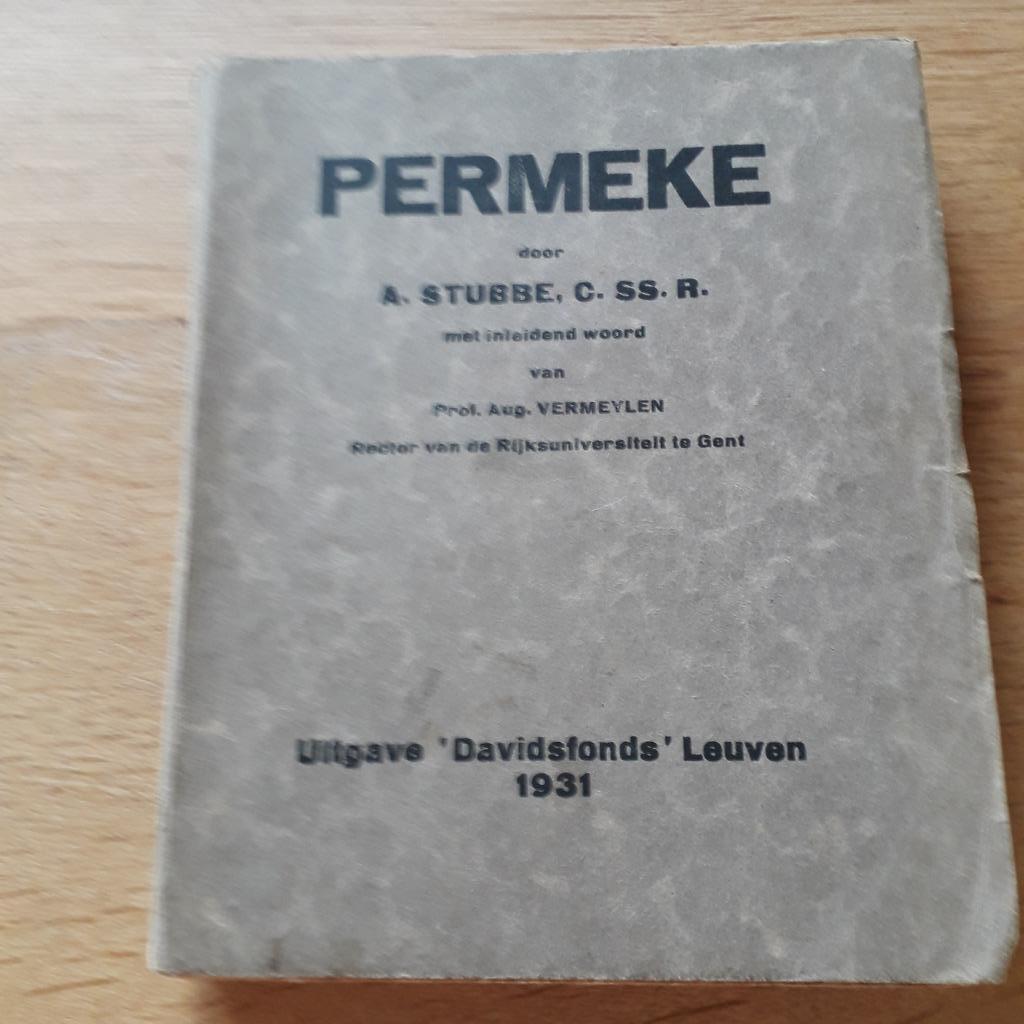 PERMEKE
door
A. STUBBE, C. SS. R.
met inleidend woord
van
Prof. Aug. VERMEYLEN
Rector van de Rijksuniversiteit te Gent
Uitgave 'Davidsfonds' Leuven
1931